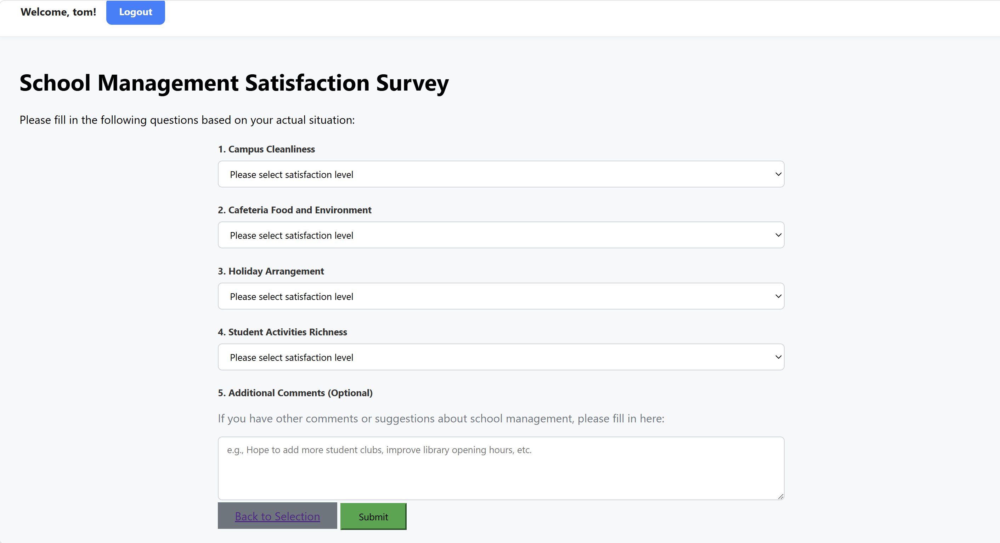 Welcome, tom!
Logout
School Management Satisfaction Survey
Please fill in the following questions based on your actual situation:
1. Campus Cleanliness
Please select satisfaction level
2. Cafeteria Food and Environment
Please select satisfaction level
3. Holiday Arrangement
Please select satisfaction level
4. Student Activities Richness
Please select satisfaction level
5. Additional Comments (Optional)
If you have other comments or suggestions about school management, please fill in here:
e.g., Hope to add more student clubs, improve library opening hours, etc.
Back to Selection
Submit